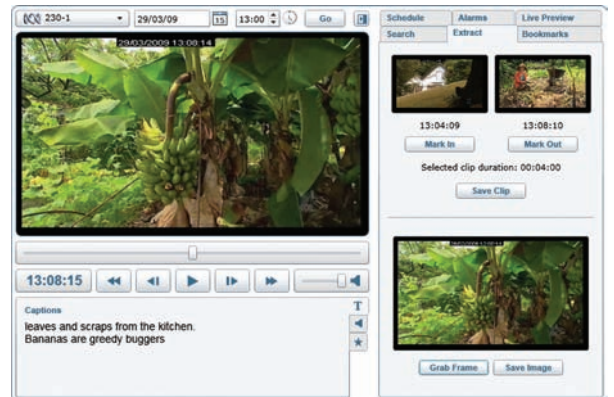 230-1
29/03/09
15
13:00
Go
29/03/2009 13:08:14
13:08:15
Captions
leaves and scraps from the kitchen.
Bananas are greedy buggers
T
Schedule
Alarms
Live Preview
Search
Extract
Bookmarks
13:04:09
13:08:10
Mark In
Mark Out
Selected clip duration: 00:04:00
Save Clip
Grab Frame
Save Image